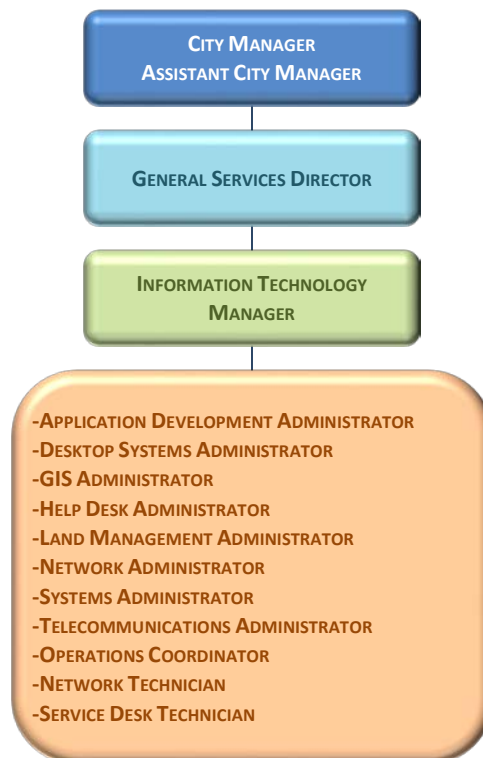 City Manager
Assistant City Manager
General Services Director
Information Technology
Manager
-Application Development Administrator
-Desktop Systems Administrator
-GIS Administrator
-Help Desk Administrator
-Land Management Administrator
-Network Administrator
-Systems Administrator
-Telecommunications Administrator
-Operations Coordinator
-Network Technician
-Service Desk Technician